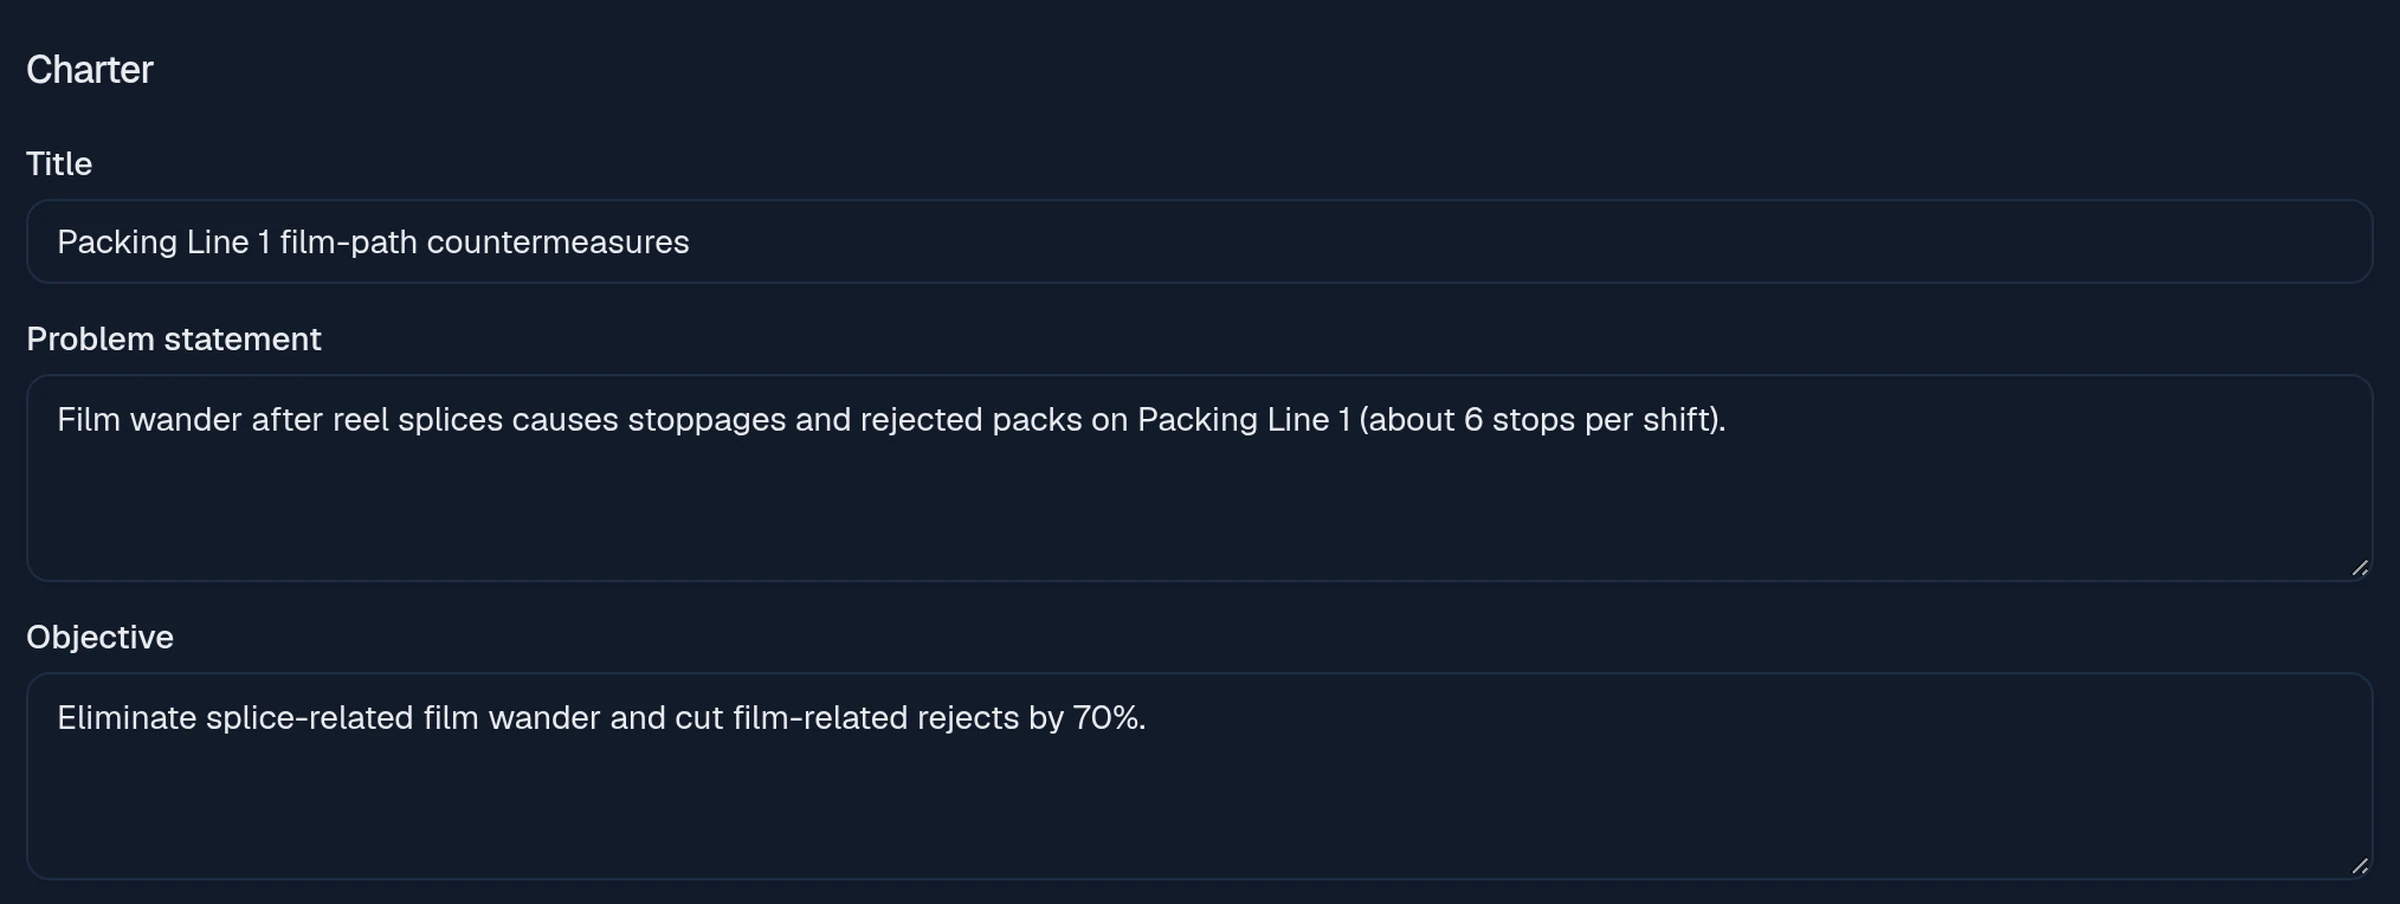 Charter
Title
Packing Line 1 film-path countermeasures
Problem statement
Film wander after reel splices causes stoppages and rejected packs on Packing Line 1 (about 6 stops per shift).
Objective
Eliminate splice-related film wander and cut film-related rejects by 70%.